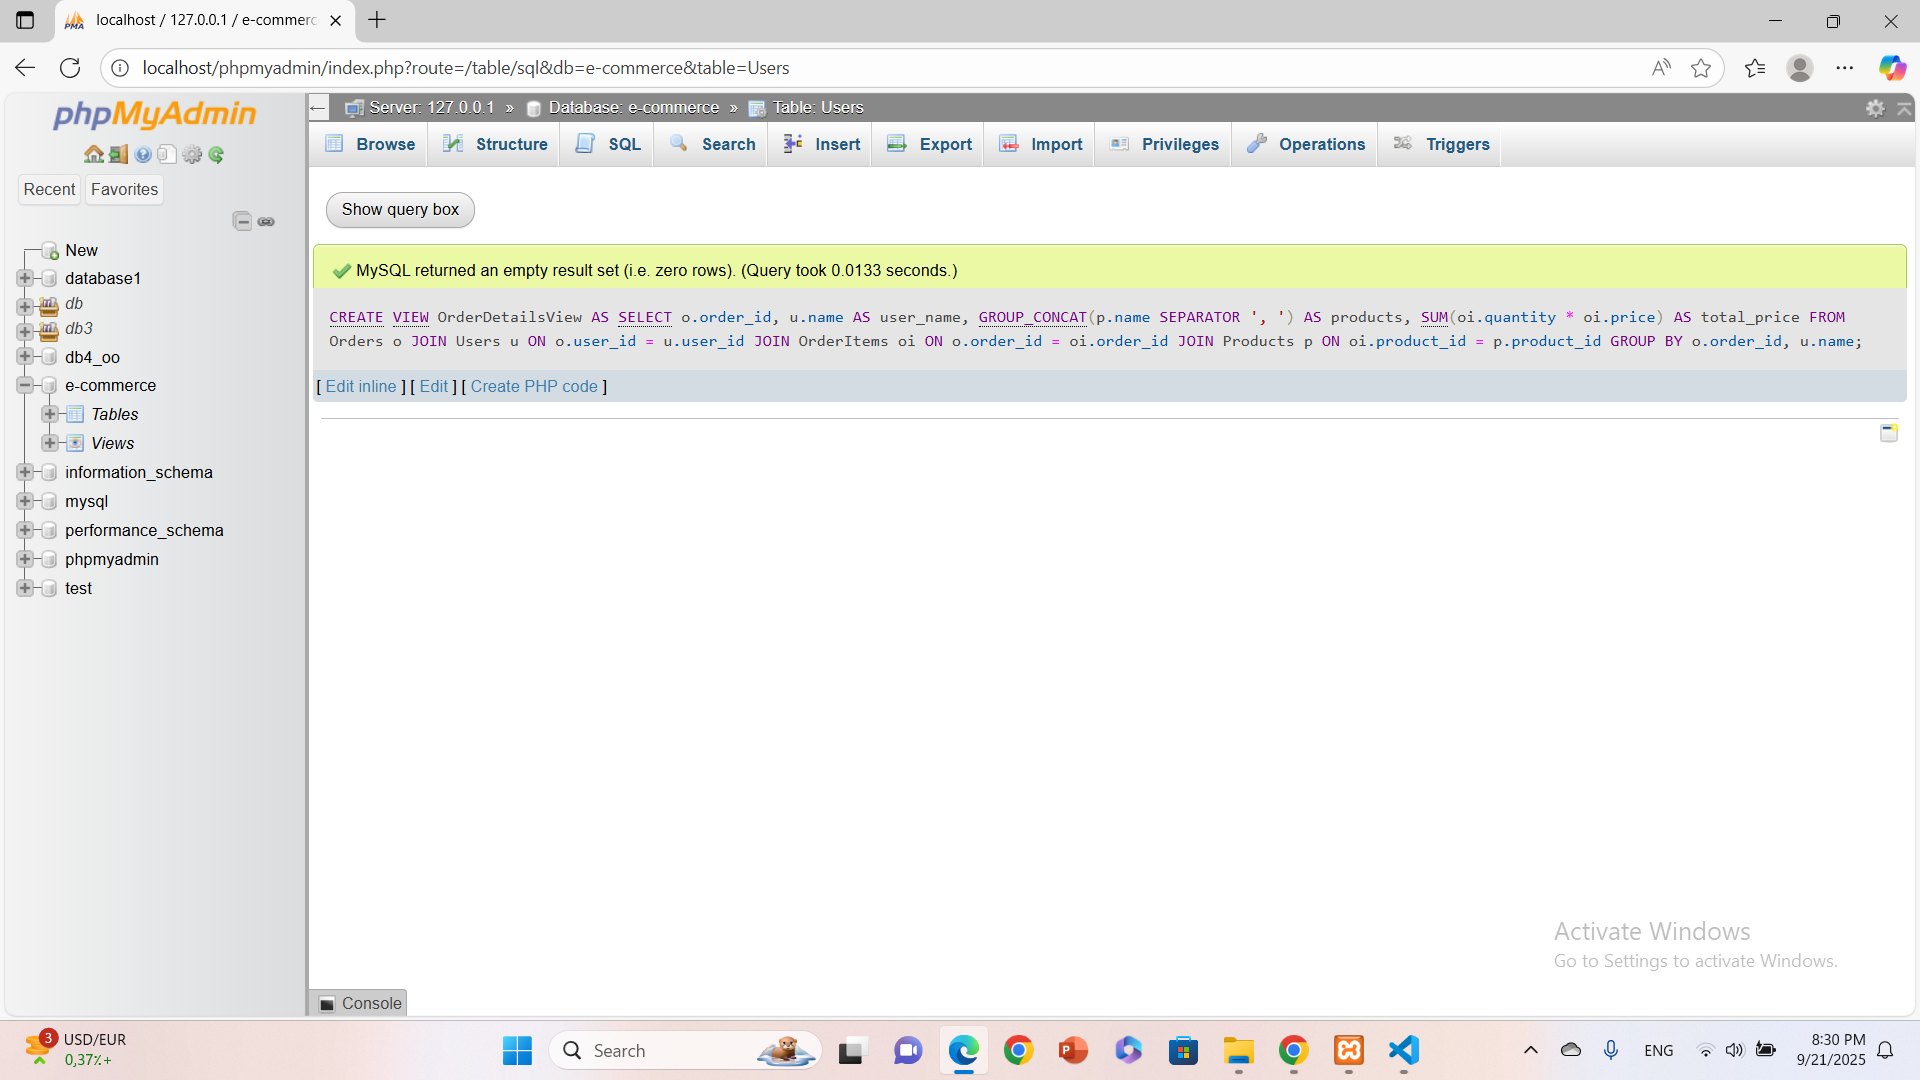 localhost / 127.0.0.1 / e-commerc
localhost/phpmyadmin/index.php?route=/table/sql&db=e-commerce&table=Users
phpMyAdmin
Recent
Favorites
New
database1
db
db3
db4_oo
e-commerce
Tables
Views
information_schema
mysql
performance_schema
phpmyadmin
test
Server: 127.0.0.1 » Database: e-commerce » Table: Users
Browse
Structure
SQL
Search
Insert
Export
Import
Privileges
Operations
Triggers
Show query box
MySQL returned an empty result set (i.e. zero rows). (Query took 0.0133 seconds.)
CREATE VIEW OrderDetailsView AS SELECT o.order_id, u.name AS user_name, GROUP_CONCAT(p.name SEPARATOR ', ') AS products, SUM(oi.quantity * oi.price) AS total_price FROM
Orders o JOIN Users u ON o.user_id = u.user_id JOIN OrderItems oi ON o.order_id = oi.order_id JOIN Products p ON oi.product_id = p.product_id GROUP BY o.order_id, u.name;
[ Edit inline ] [ Edit ] [ Create PHP code ]
Activate Windows
Go to Settings to activate Windows.
Console
3
USD/EUR
0,37%+
Search
ENG
8:30 PM
9/21/2025